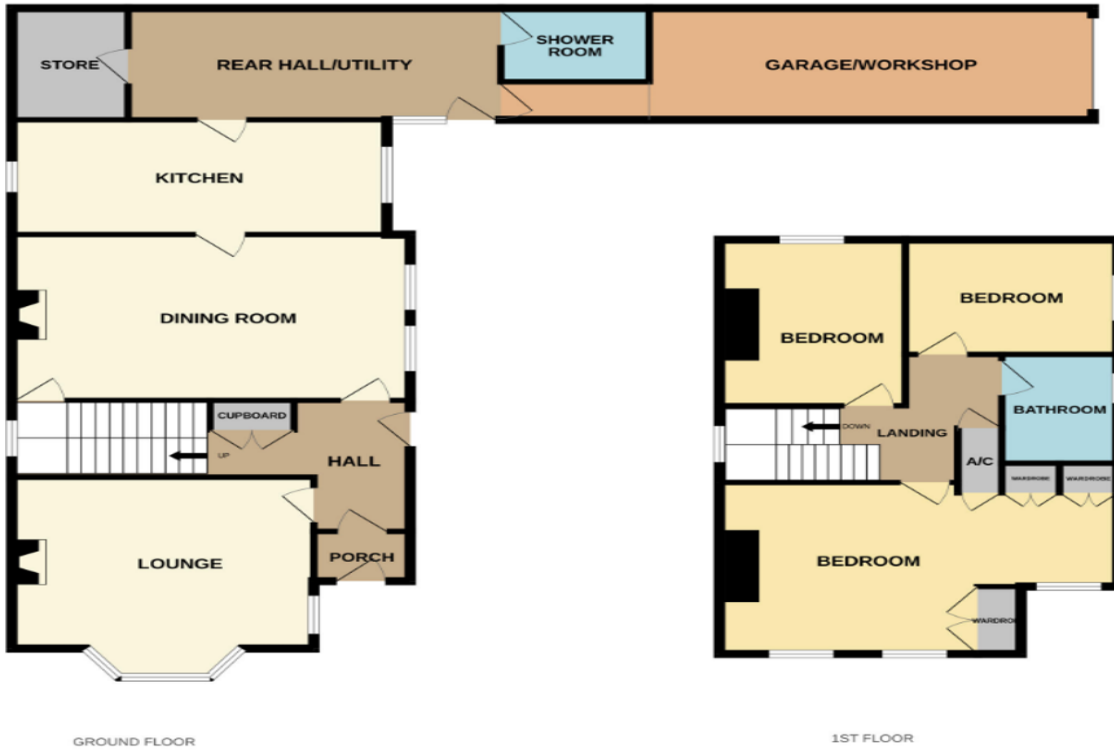 STORE
REAR HALL/UTILITY
SHOWER
ROOM
GARAGE/WORKSHOP
KITCHEN
DINING ROOM
CUPBOARD
UP
HALL
LOUNGE
PORCH
GROUND FLOOR
BEDROOM
BEDROOM
BATHROOM
DOWN
LANDING
A/C
WARDROBE
WARDROBE
BEDROOM
WARDRO
1ST FLOOR